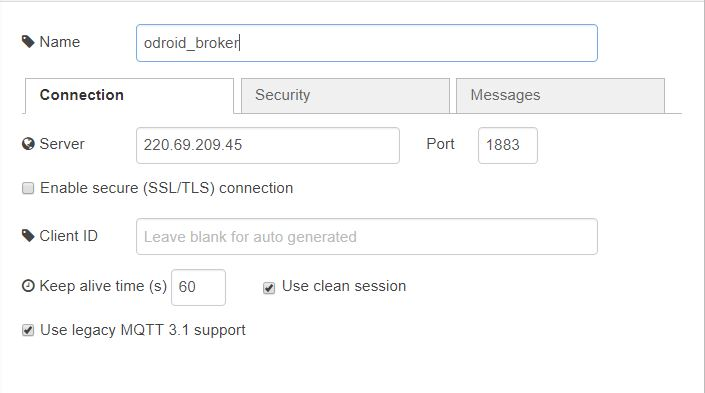 Name odroid_broker
Connection Security Messages
Server 220.69.209.45 Port 1883
Enable secure (SSL/TLS) connection
Client ID Leave blank for auto generated
Keep alive time (s) 60 Use clean session
Use legacy MQTT 3.1 support